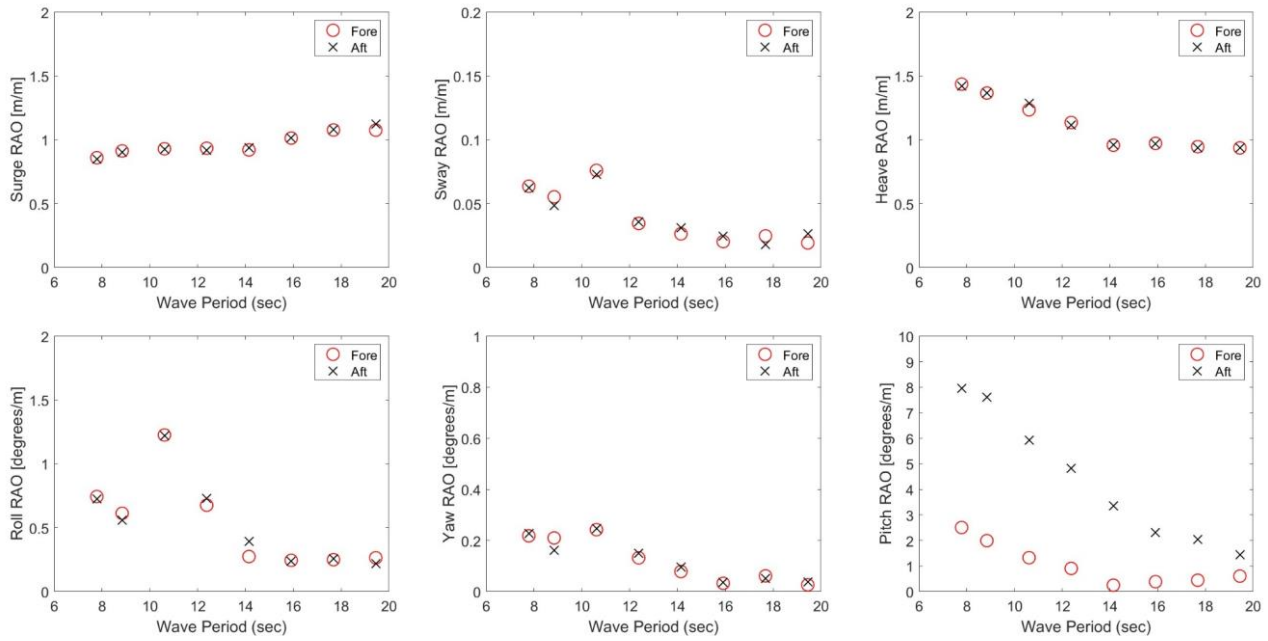 Surge RAO [m/m]
2
1.5
1
0.5
0
Fore
Aft
6 8 10 12 14 16 18 20
Wave Period (sec)
Sway RAO [m/m]
0.2
0.15
0.1
0.05
0
Fore
Aft
6 8 10 12 14 16 18 20
Wave Period (sec)
Heave RAO [m/m]
2
1.5
1
0.5
0
Fore
Aft
6 8 10 12 14 16 18 20
Wave Period (sec)
Roll RAO [degrees/m]
2
1.5
1
0.5
0
Fore
Aft
6 8 10 12 14 16 18 20
Wave Period (sec)
Yaw RAO [degrees/m]
1
0.8
0.6
0.4
0.2
0
Fore
Aft
6 8 10 12 14 16 18 20
Wave Period (sec)
Pitch RAO [degrees/m]
10
9
8
7
6
5
4
3
2
1
0
Fore
Aft
6 8 10 12 14 16 18 20
Wave Period (sec)